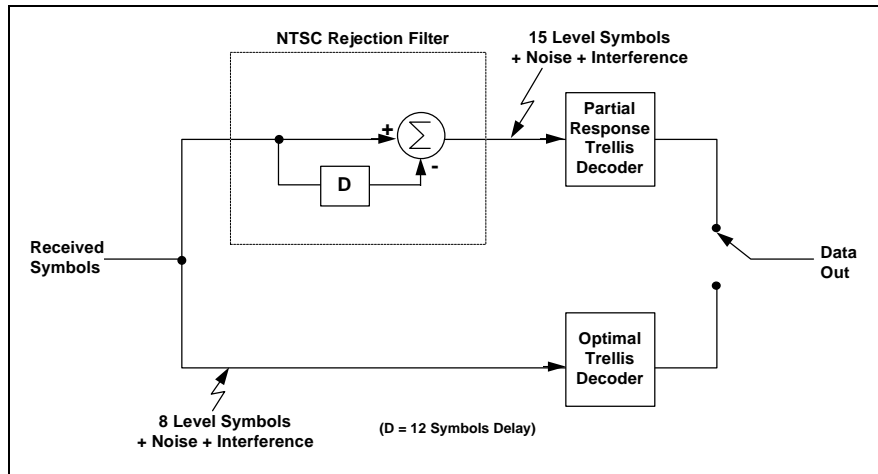 NTSC Rejection Filter
15 Level Symbols
+ Noise + Interference
+
Σ
-
D
Partial
Response
Trellis
Decoder
Received
Symbols
Data
Out
Optimal
Trellis
Decoder
8 Level Symbols
+ Noise + Interference
(D = 12 Symbols Delay)